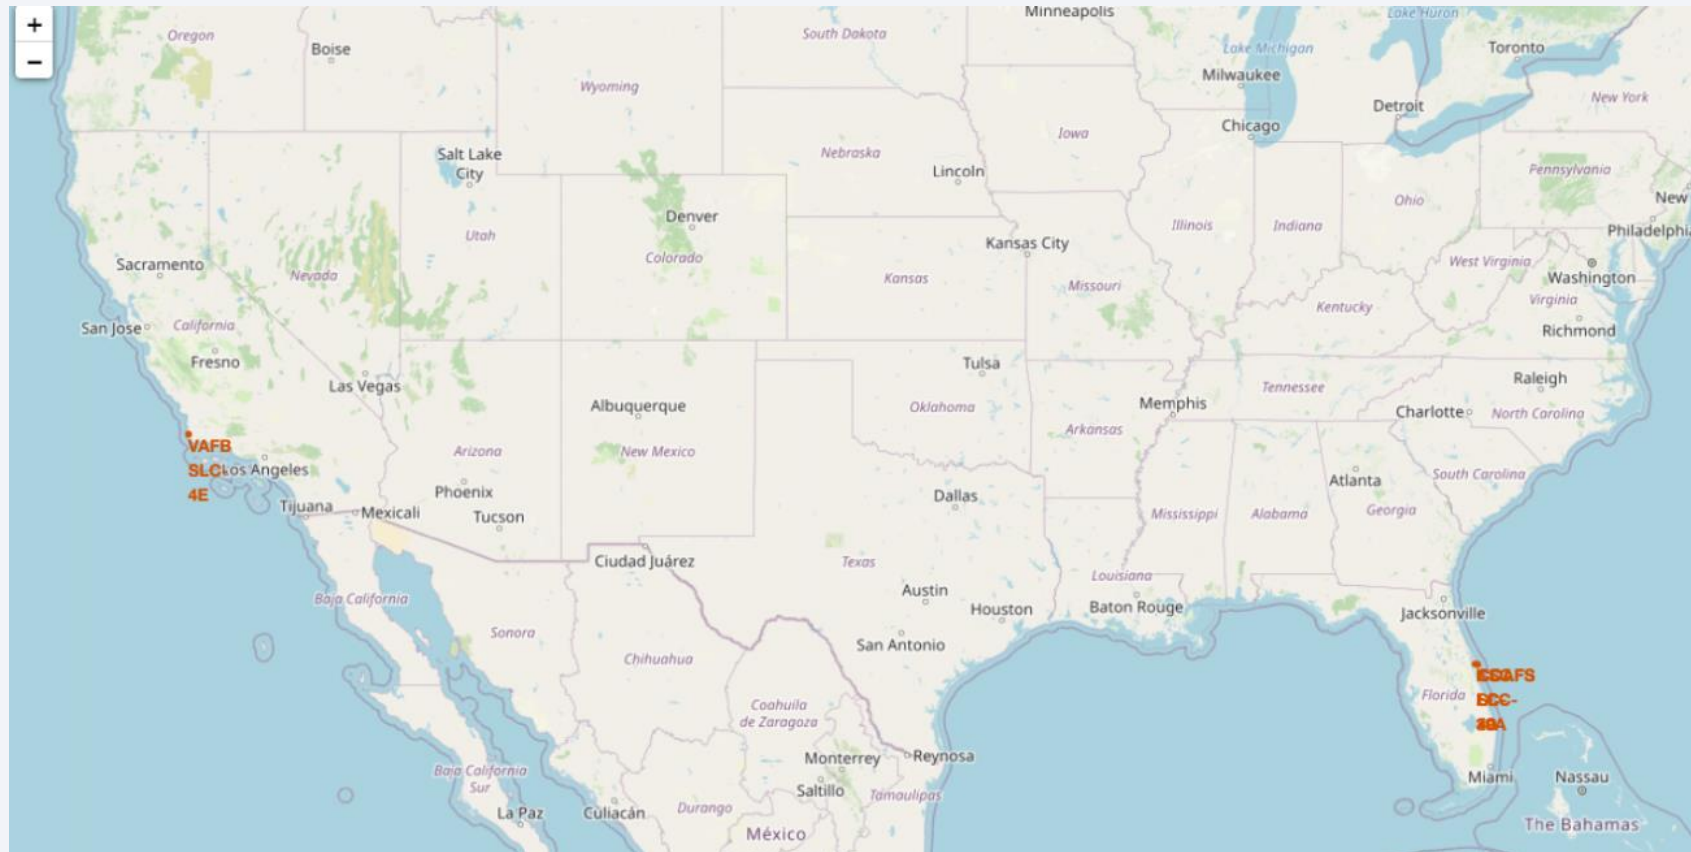 +
−
Oregon
Boise
Wyoming
South Dakota
Minneapolis
Lake Michigan
Lake Huron
Milwaukee
Toronto
Detroit
New York
Chicago
Iowa
Nebraska
Lincoln
Salt Lake
City
Pennsylvania
New
Philadelphia
Denver
Utah
Colorado
Ohio
Illinois
Indiana
Kansas City
Sacramento
Nevada
Kansas
Missouri
West Virginia
Washington
Virginia
Kentucky
Richmond
San Jose
California
Fresno
Las Vegas
Tulsa
Raleigh
Tennessee
Albuquerque
Oklahoma
Memphis
Charlotte
North Carolina
Arkansas
VAFB
SLC-
4E
Los Angeles
Arizona
New Mexico
Phoenix
Atlanta
South Carolina
Dallas
Tijuana
Mexicali
Tucson
Mississippi
Alabama
Georgia
Ciudad Juárez
Texas
Louisiana
Austin
Houston
Baton Rouge
Jacksonville
Baja California
Sonora
San Antonio
Chihuahua
Florida
Coahuila
de Zaragoza
Monterrey
Reynosa
Baja California
Sur
Saltillo
Tamaulipas
Miami
Nassau
La Paz
Culiacán
Durango
México
The Bahamas